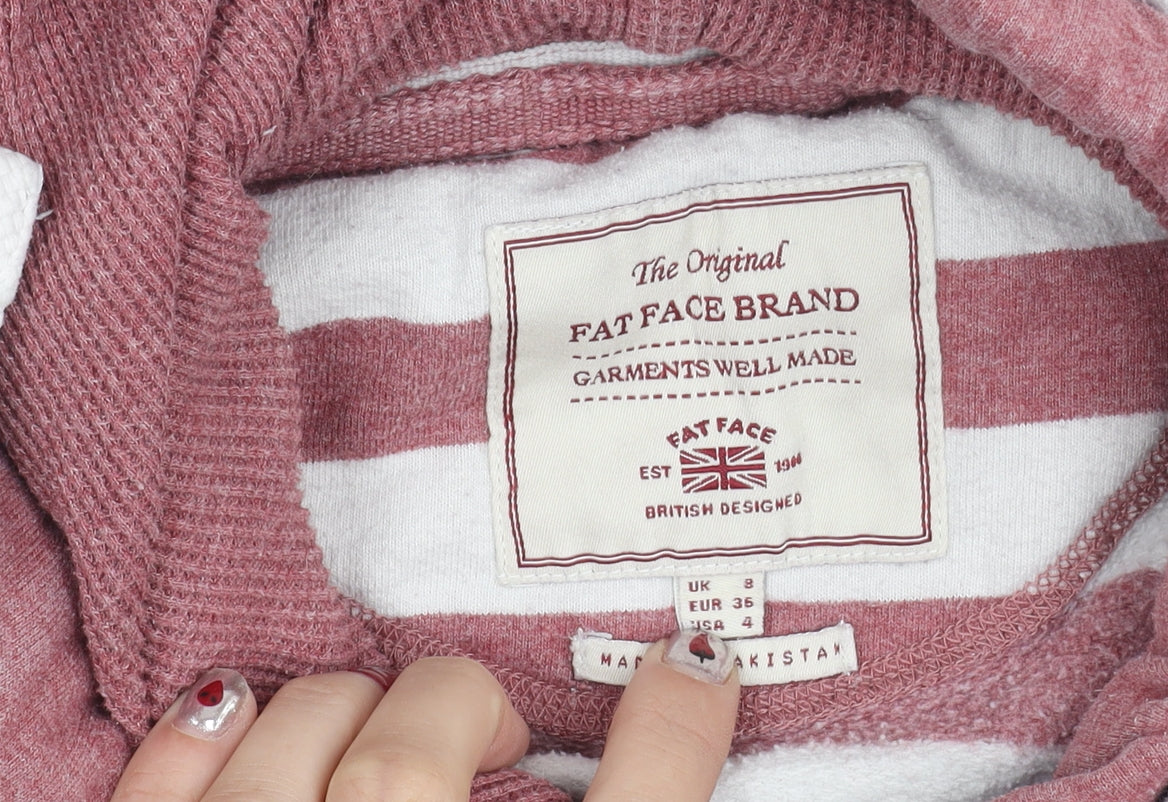 The Original
FAT FACE BRAND
GARMENTS WELL MADE
FAT FACE
EST
BRITISH DESIGNED
UK 8
EUR 36
USA 4